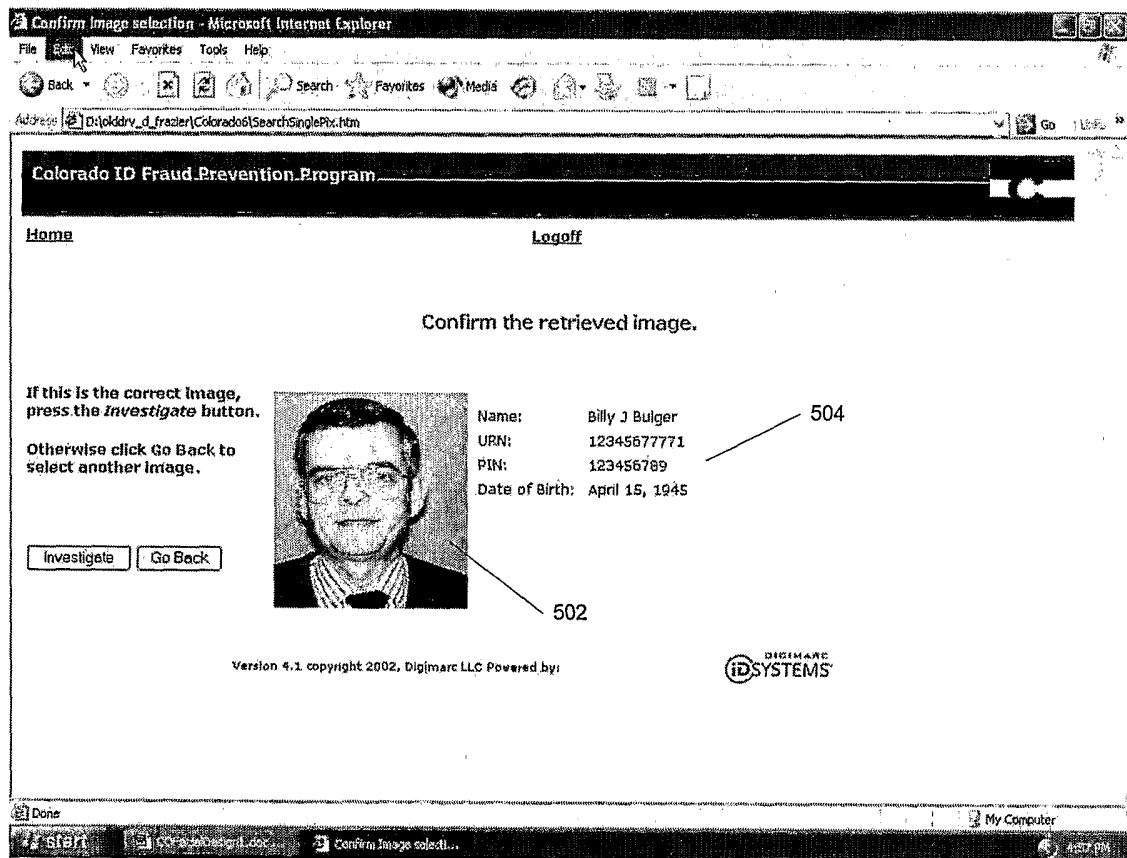 Confirm Image selection - Microsoft Internet Explorer
File Edit View Favorites Tools Help
Back Search Favorites Media
Address D:\olddrv_d_frazier\Colorado6\SearchSinglePix.htm Go
Colorado ID Fraud Prevention Program
Home Logoff
Confirm the retrieved image.
If this is the correct image,
press the Investigate button.
Otherwise click Go Back to
select another image.
Investigate Go Back
Name: Billy J Bulger
URN: 12345677771
PIN: 123456789
Date of Birth: April 15, 1945
504
502
Version 4.1 copyright 2002, Digimarc LLC Powered by:
DIGIMARC
iDSYSTEMS
Done My Computer
start Confirm Image selecti... 4:57 PM